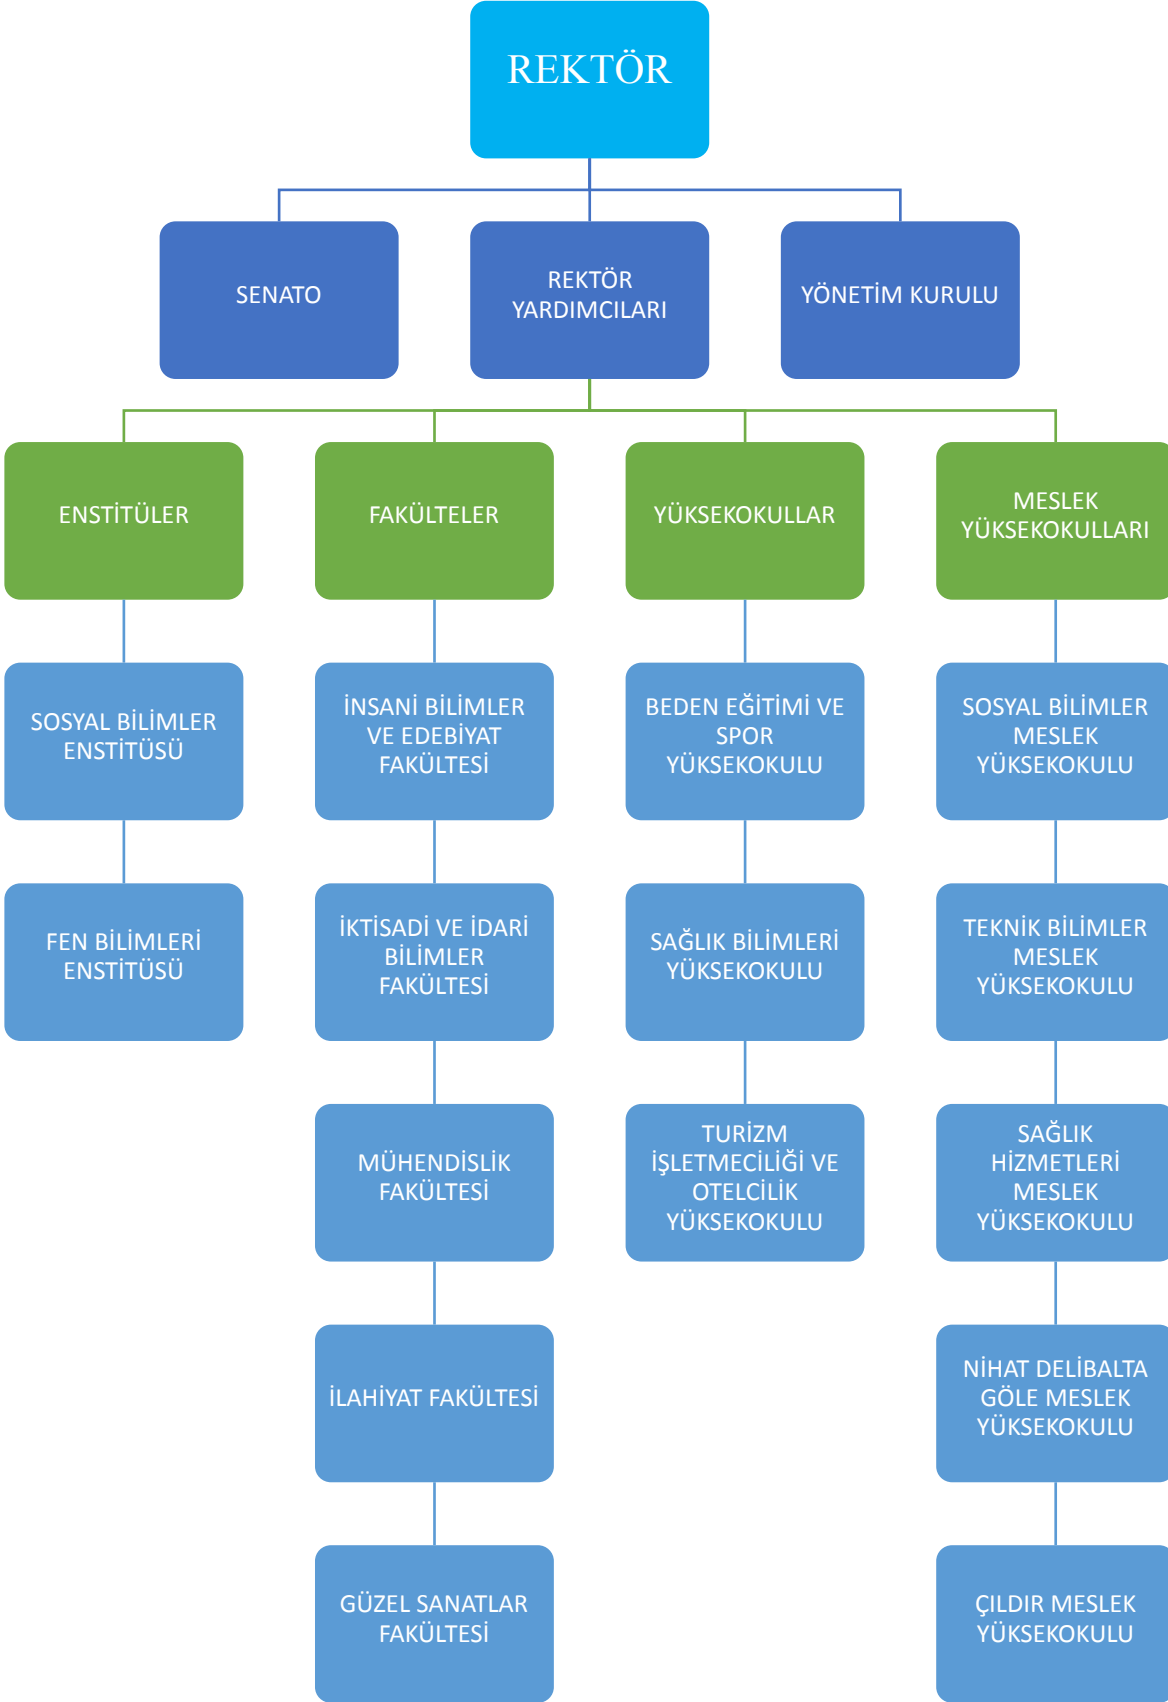 REKTÖR
SENATO
REKTÖR
YARDIMCILARI
YÖNETİM KURULU
ENSTİTÜLER
FAKÜLTELER
YÜKSEKOKULLAR
MESLEK
YÜKSEKOKULLARI
SOSYAL BİLİMLER
ENSTİTÜSÜ
İNSANİ BİLİMLER
VE EDEBİYAT
FAKÜLTESİ
BEDEN EĞİTİMİ VE
SPOR
YÜKSEKOKULU
SOSYAL BİLİMLER
MESLEK
YÜKSEKOKULU
FEN BİLİMLERİ
ENSTİTÜSÜ
İKTİSADİ VE İDARİ
BİLİMLER
FAKÜLTESİ
SAĞLIK BİLİMLERİ
YÜKSEKOKULU
TEKNİK BİLİMLER
MESLEK
YÜKSEKOKULU
MÜHENDİSLİK
FAKÜLTESİ
TURİZM
İŞLETMECİLİĞİ VE
OTELCİLİK
YÜKSEKOKULU
SAĞLIK
HİZMETLERİ
MESLEK
YÜKSEKOKULU
İLAHİYAT FAKÜLTESİ
NİHAT DELİBALTA
GÖLE MESLEK
YÜKSEKOKULU
GÜZEL SANATLAR
FAKÜLTESİ
ÇILDIR MESLEK
YÜKSEKOKULU